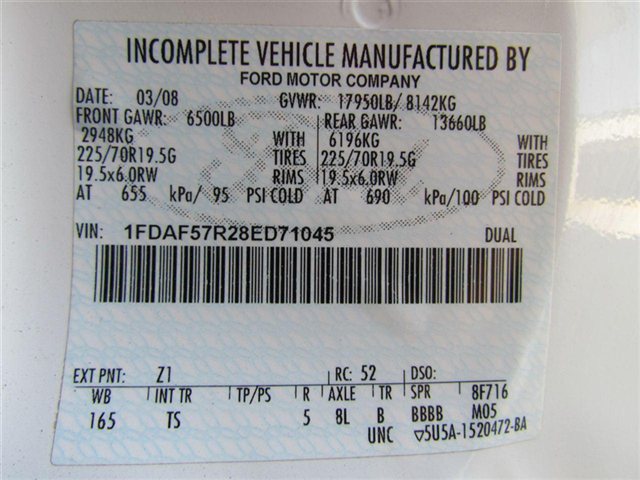 INCOMPLETE VEHICLE MANUFACTURED BY
FORD MOTOR COMPANY
DATE: 03/08 GVWR: 17950LB/ 8142KG
FRONT GAWR: 6500LB REAR GAWR: 13660LB
2948KG WITH 6196KG WITH
225/70R19.5G TIRES 225/70R19.5G TIRES
19.5x6.0RW RIMS 19.5x6.0RW RIMS
AT 655 kPa/ 95 PSI COLD AT 690 kPa/100 PSI COLD
VIN: 1FDAF57R28ED71045 DUAL
EXT PNT: Z1 RC: 52 DSO:
WB INT TR TP/PS R AXLE TR SPR 8F716
165 TS 5 8L B BBBB M05
UNC ▽5U5A-1520472-BA